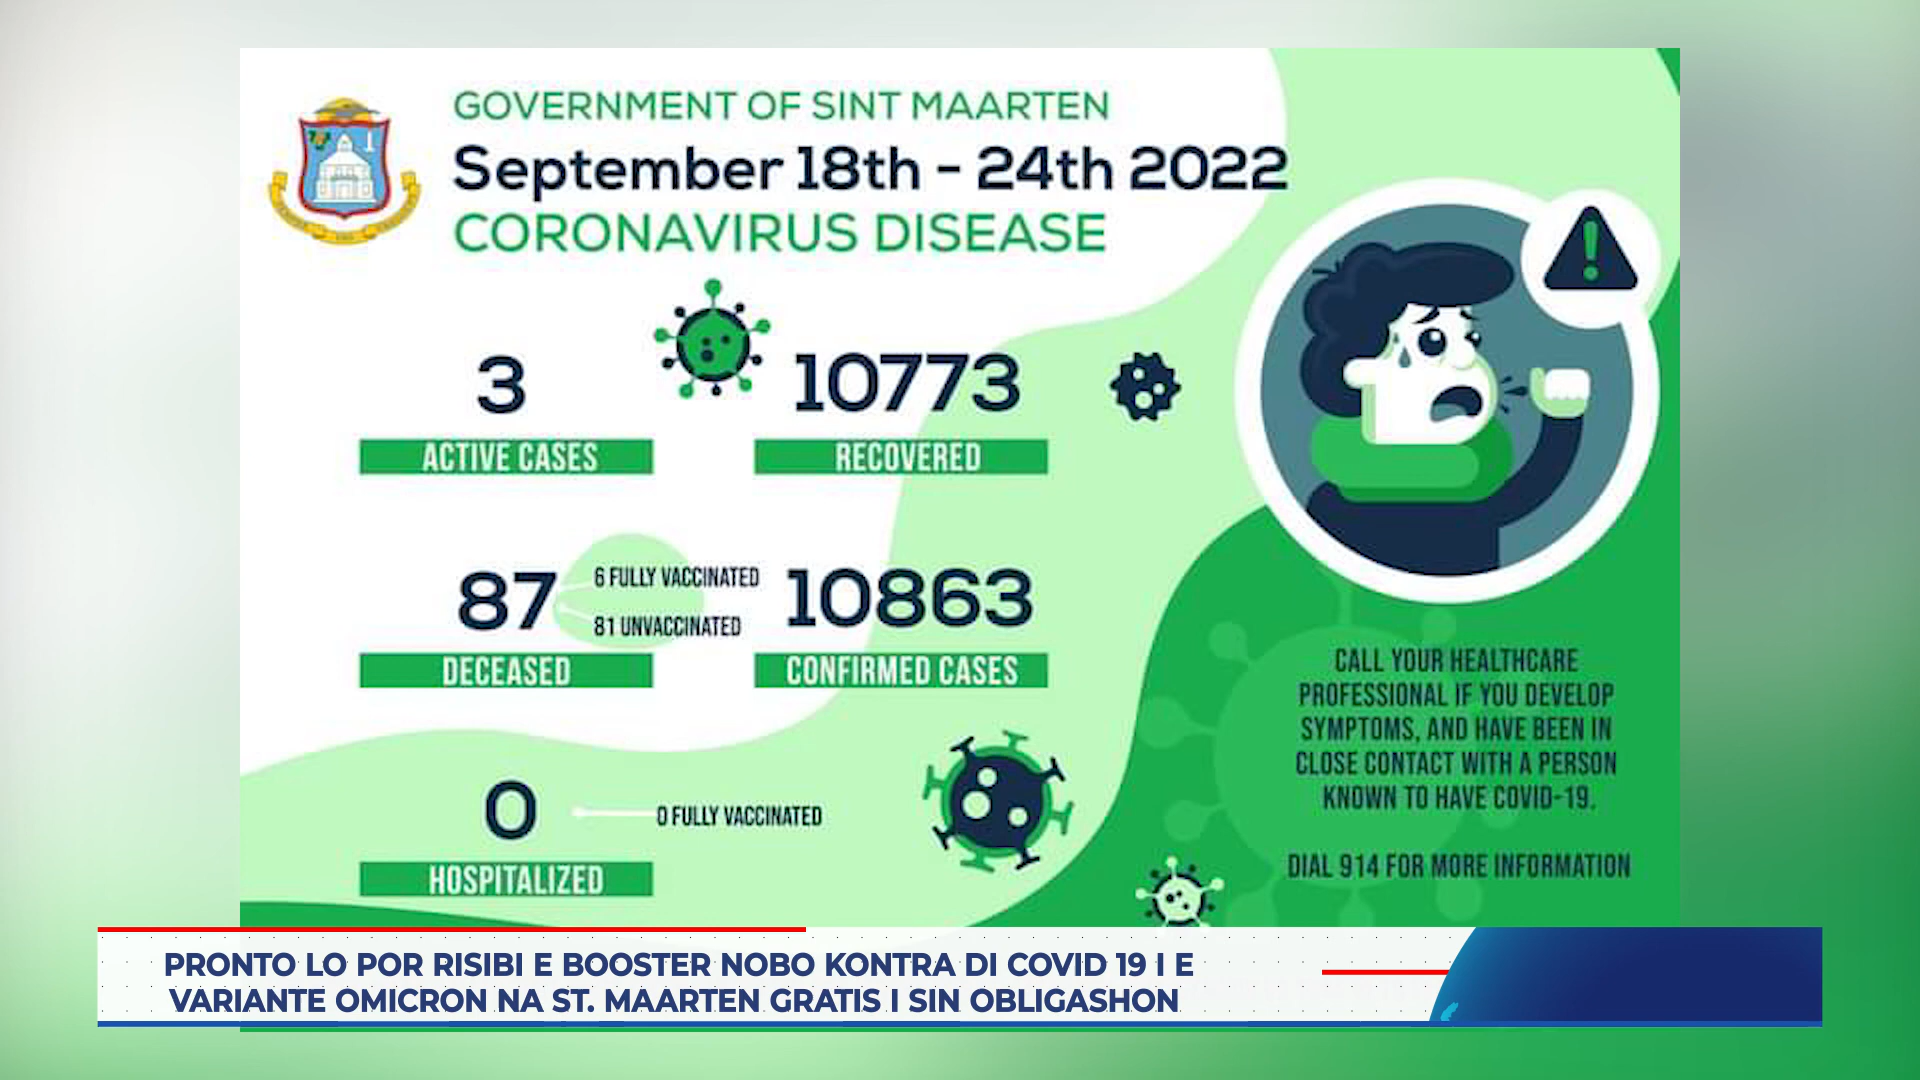 GOVERNMENT OF SINT MAARTEN
September 18th - 24th 2022
CORONAVIRUS DISEASE
3
ACTIVE CASES
10773
RECOVERED
87
6 FULLY VACCINATED
81 UNVACCINATED
DECEASED
10863
CONFIRMED CASES
0
0 FULLY VACCINATED
HOSPITALIZED
CALL YOUR HEALTHCARE
PROFESSIONAL IF YOU DEVELOP
SYMPTOMS, AND HAVE BEEN IN
CLOSE CONTACT WITH A PERSON
KNOWN TO HAVE COVID-19.
DIAL 914 FOR MORE INFORMATION
PRONTO LO POR RISIBI E BOOSTER NOBO KONTRA DI COVID 19 I E
VARIANTE OMICRON NA ST. MAARTEN GRATIS I SIN OBLIGASHON